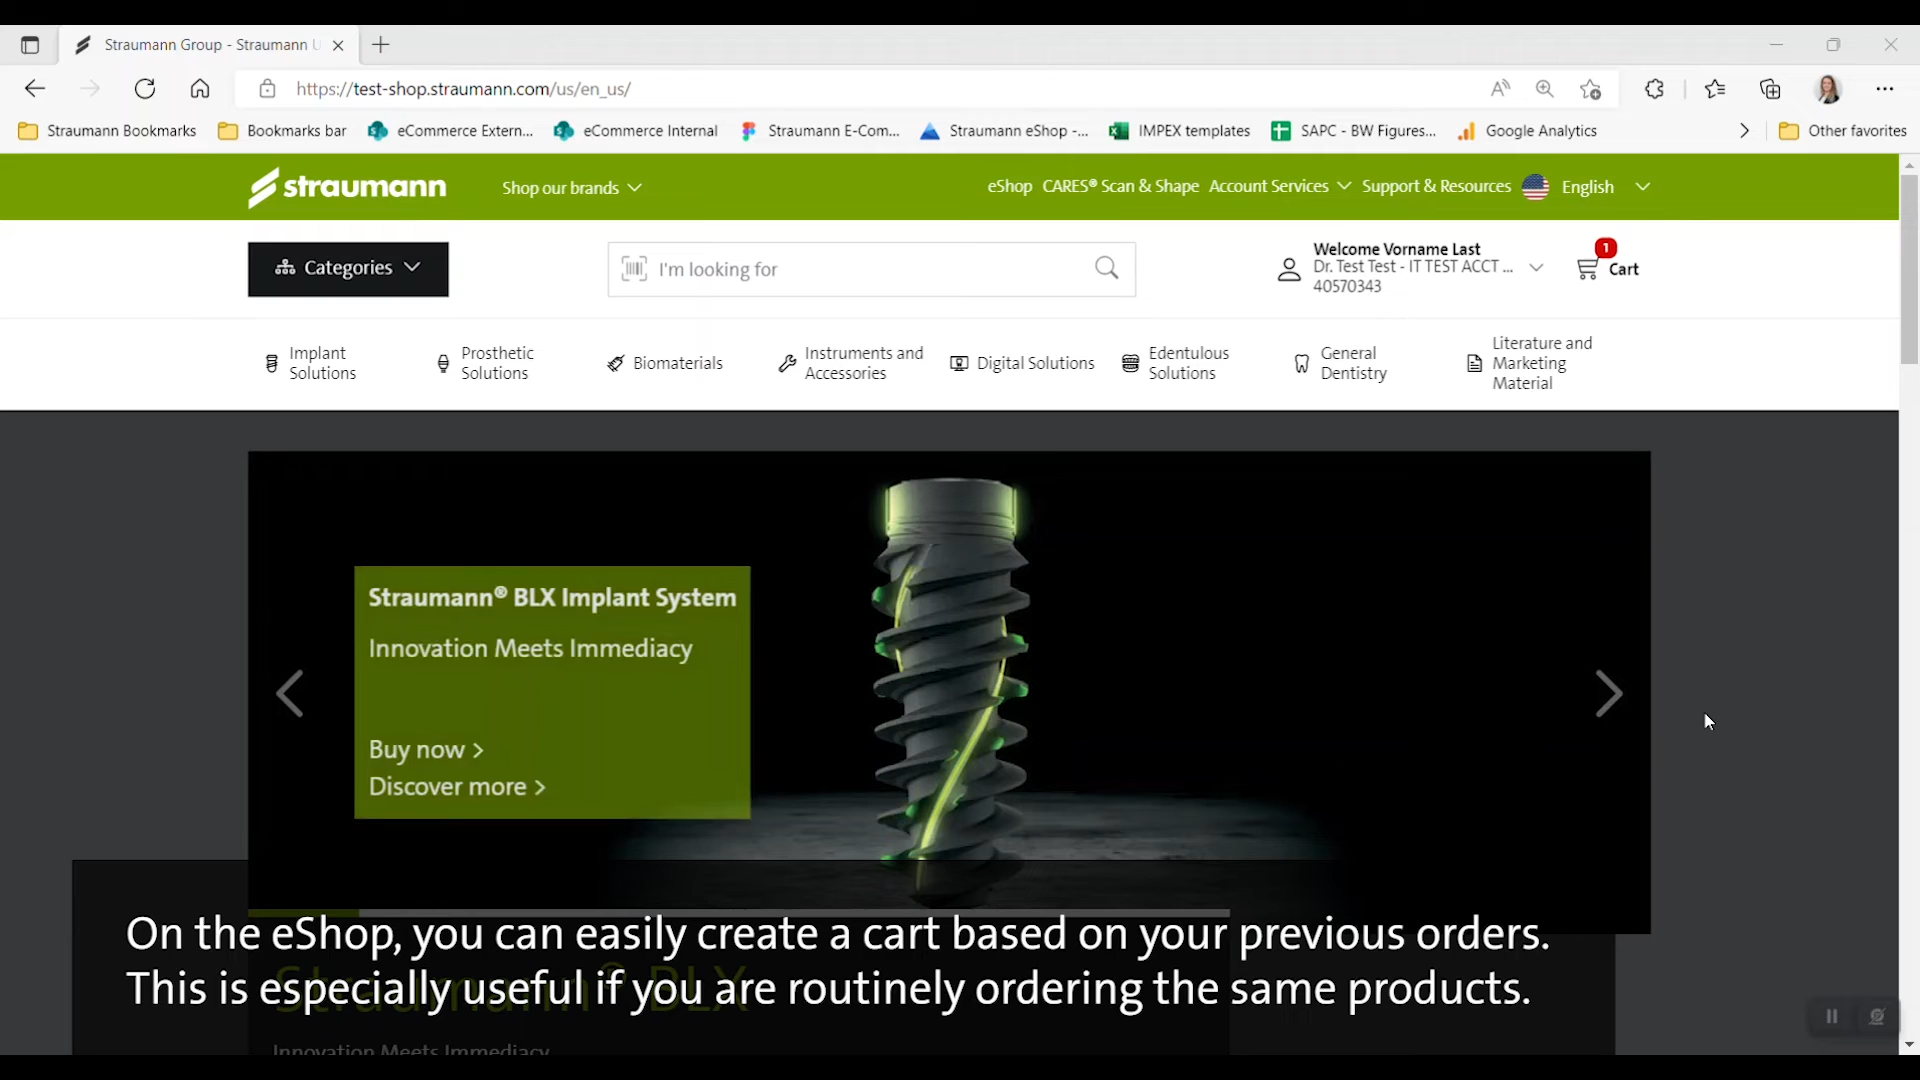 Straumann Group - Straumann U
https://test-shop.straumann.com/us/en_us/
Straumann Bookmarks
Bookmarks bar
eCommerce Extern...
eCommerce Internal
Straumann E-Com...
Straumann eShop -...
IMPEX templates
SAPC - BW Figures...
Google Analytics
Other favorites
straumann
Shop our brands
eShop
CARES® Scan & Shape
Account Services
Support & Resources
English
Categories
I'm looking for
Welcome Vorname Last
Dr. Test Test - IT TEST ACCT ...
40570343
1
Cart
Implant
Solutions
Prosthetic
Solutions
Biomaterials
Instruments and
Accessories
Digital Solutions
Edentulous
Solutions
General
Dentistry
Literature and
Marketing
Material
Straumann® BLX Implant System
Innovation Meets Immediacy
Buy now >
Discover more >
On the eShop, you can easily create a cart based on your previous orders.
This is especially useful if you are routinely ordering the same products.
Straumann® BLX
Innovation Meets Immediacy